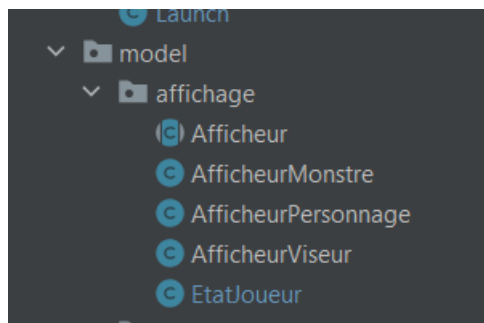 Launch
model
affichage
Afficheur
AfficheurMonstre
AfficheurPersonnage
AfficheurViseur
EtatJoueur